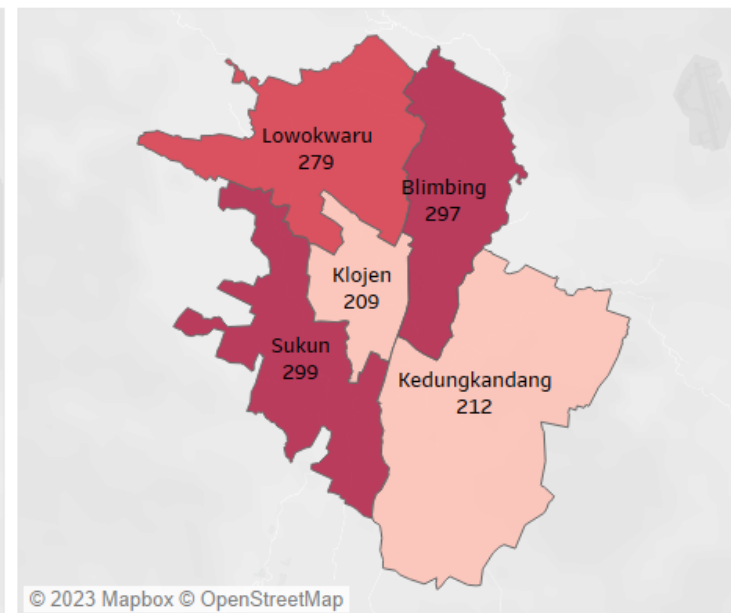 Lowokwaru
279
Blimbing
297
Klojen
209
Sukun
299
Kedungkandang
212
© 2023 Mapbox © OpenStreetMap